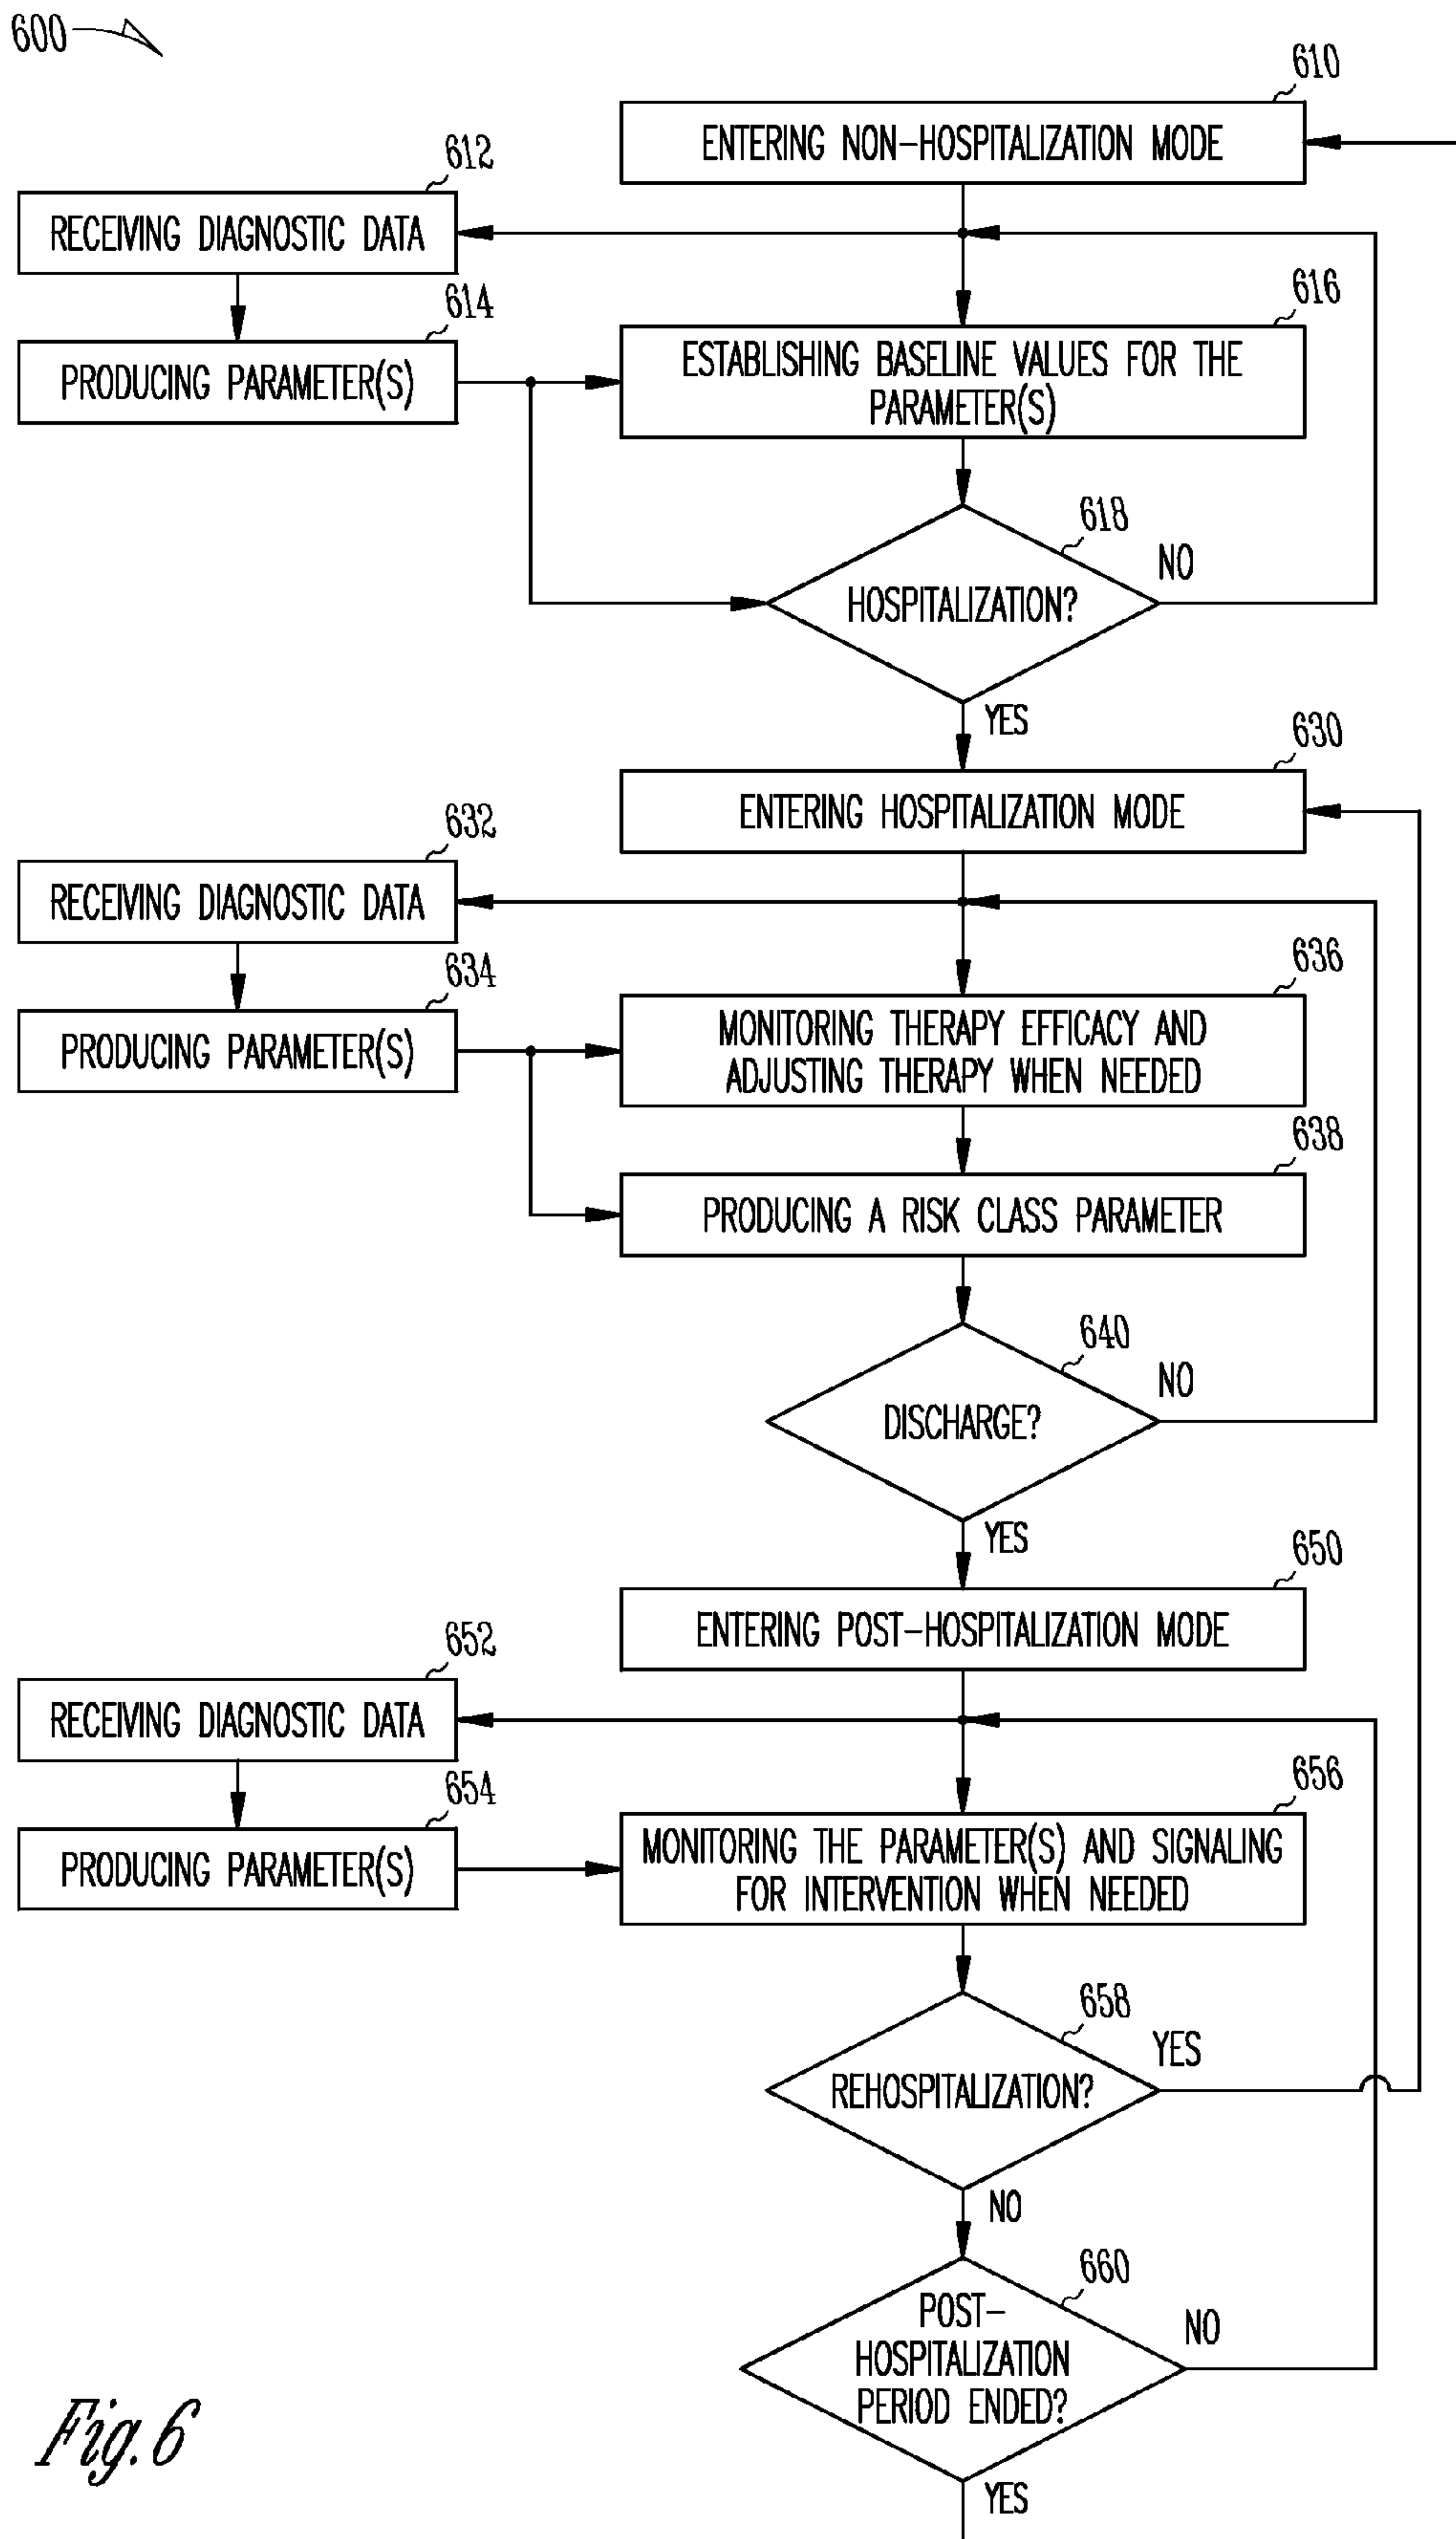 600
610
ENTERING NON-HOSPITALIZATION MODE
612
RECEIVING DIAGNOSTIC DATA
614
PRODUCING PARAMETER(S)
616
ESTABLISHING BASELINE VALUES FOR THE
PARAMETER(S)
618
HOSPITALIZATION?
NO
YES
630
ENTERING HOSPITALIZATION MODE
632
RECEIVING DIAGNOSTIC DATA
634
PRODUCING PARAMETER(S)
636
MONITORING THERAPY EFFICACY AND
ADJUSTING THERAPY WHEN NEEDED
638
PRODUCING A RISK CLASS PARAMETER
640
DISCHARGE?
NO
YES
650
ENTERING POST-HOSPITALIZATION MODE
652
RECEIVING DIAGNOSTIC DATA
654
PRODUCING PARAMETER(S)
656
MONITORING THE PARAMETER(S) AND SIGNALING
FOR INTERVENTION WHEN NEEDED
658
REHOSPITALIZATION?
YES
NO
660
POST-
HOSPITALIZATION
PERIOD ENDED?
NO
YES
Fig. 6